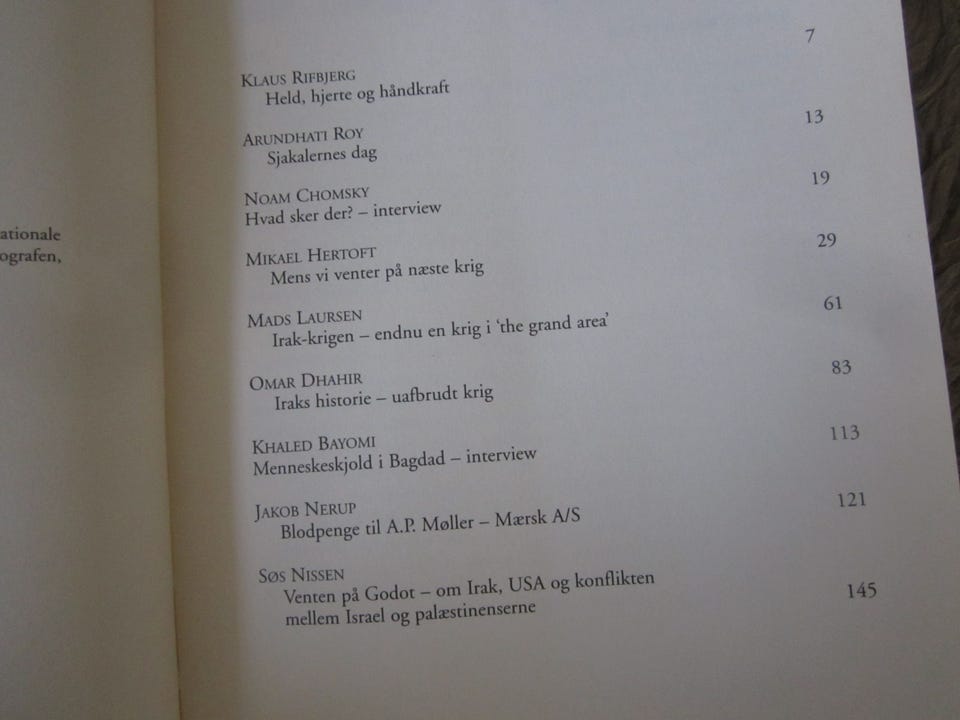 ationale
ografen,
7
KLAUS RIFBJERG
Held, hjerte og håndkraft
13
ARUNDHATI ROY
Sjakalernes dag
19
NOAM CHOMSKY
Hvad sker der? – interview
29
MIKAEL HERTOFT
Mens vi venter på næste krig
61
MADS LAURSEN
Irak-krigen – endnu en krig i ‘the grand area’
83
OMAR DHAHIR
Iraks historie – uafbrudt krig
113
KHALED BAYOMI
Menneskeskjold i Bagdad – interview
121
JAKOB NERUP
Blodpenge til A.P. Møller – Mærsk A/S
SØS NISSEN
Venten på Godot – om Irak, USA og konflikten
mellem Israel og palæstinenserne 145